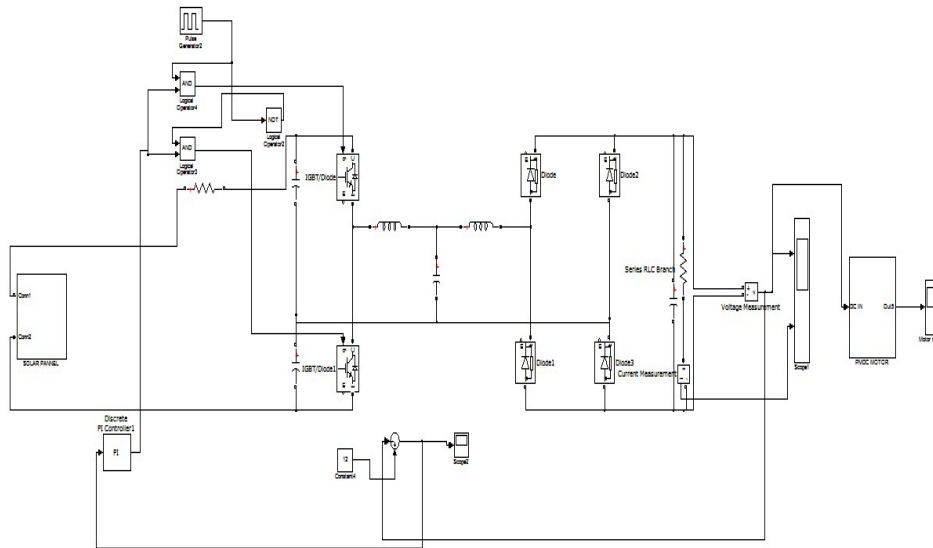 Pulse
Generator2
AND
Logical
Operator4
NOT
Logical
Operator2
AND
Logical
Operator3
IGBT/Diode
Diode
Diode2
Conn1
Conn2
SOLAR PANNEL
Series RLC Branch
Voltage Measurement
Scope1
DC IN
Out5
PMDC MOTOR
Motor
IGBT/Diode1
Diode1
Diode3
Current Measurement
Discrete
PI Controller1
PI
12
Constant4
Scope2